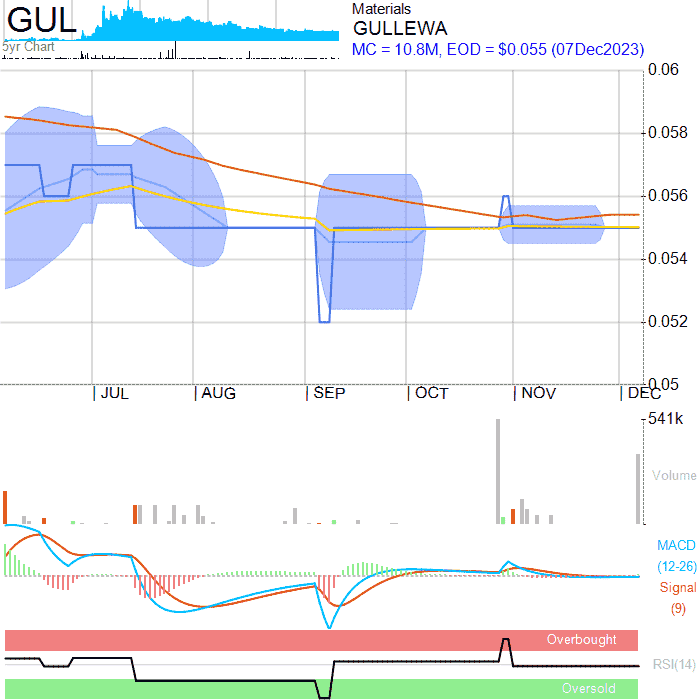 GUL
5yr Chart
Materials
GULLEWA
MC = 10.8M, EOD = $0.055 (07Dec2023)
0.06
0.058
0.056
0.054
0.052
0.05
JUL
AUG
SEP
OCT
NOV
DEC
541k
Volume
MACD
(12-26)
Signal
(9)
Overbought
RSI(14)
Oversold